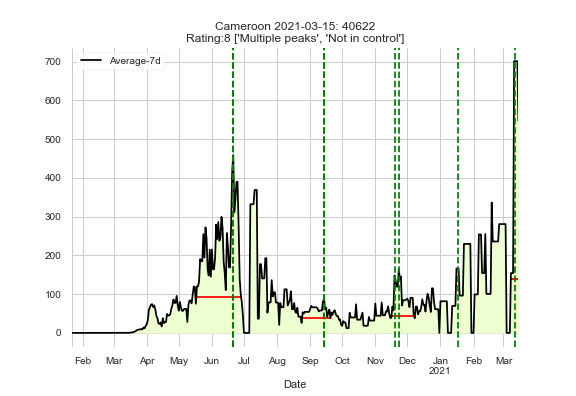 Cameroon 2021-03-15: 40622
Rating:8 ['Multiple peaks', 'Not in control']
Average-7d
700
600
500
400
300
200
100
0
Feb Mar Apr May Jun Jul Aug Sep Oct Nov Dec Jan Feb Mar
2021
Date